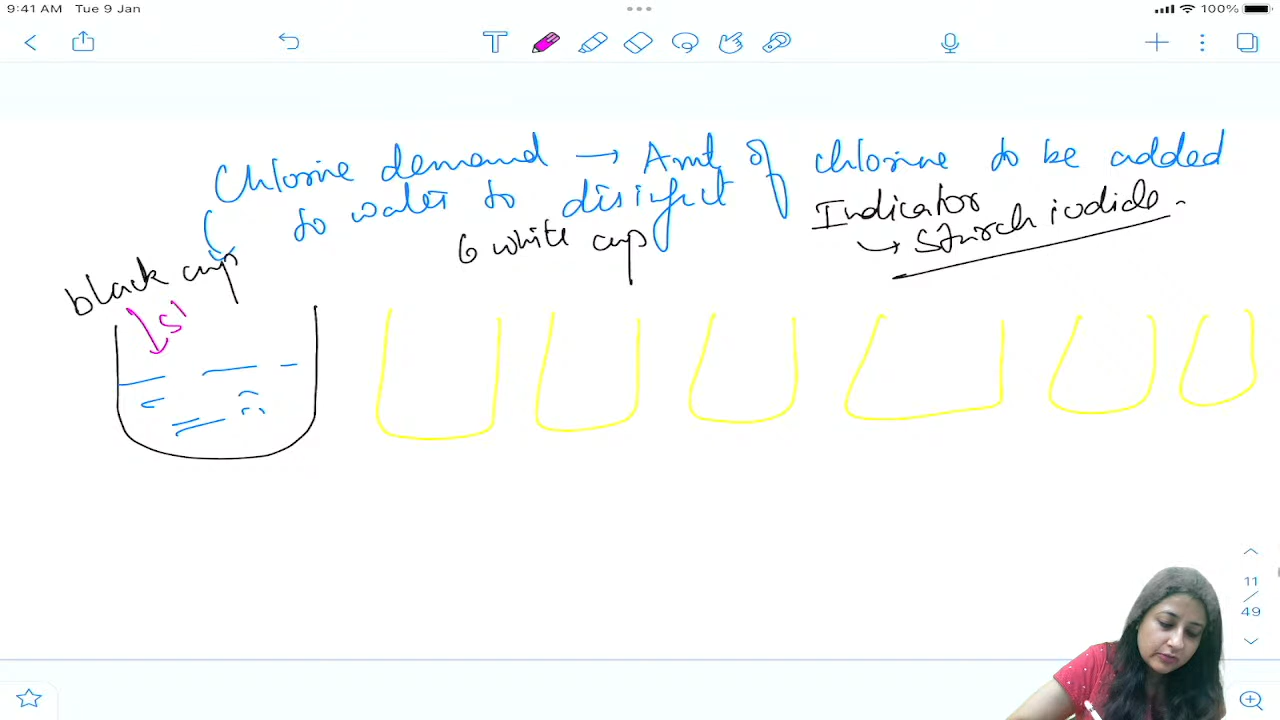 9:41 AM Tue 9 Jan
100%
T
Chlorine demand → Amt of chlorine to be added
to water to disinfect
Indicator
→ Starch iodide.
6 white cup
black cup
11
49